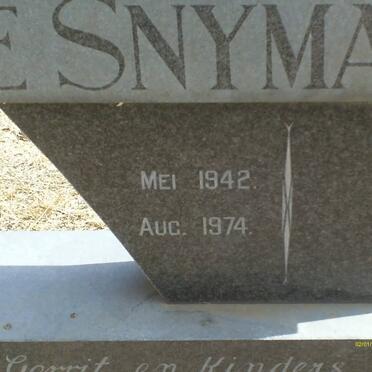 E SNYMA
MEI 1942.
AUG. 1974.
Gerrit en Kinders